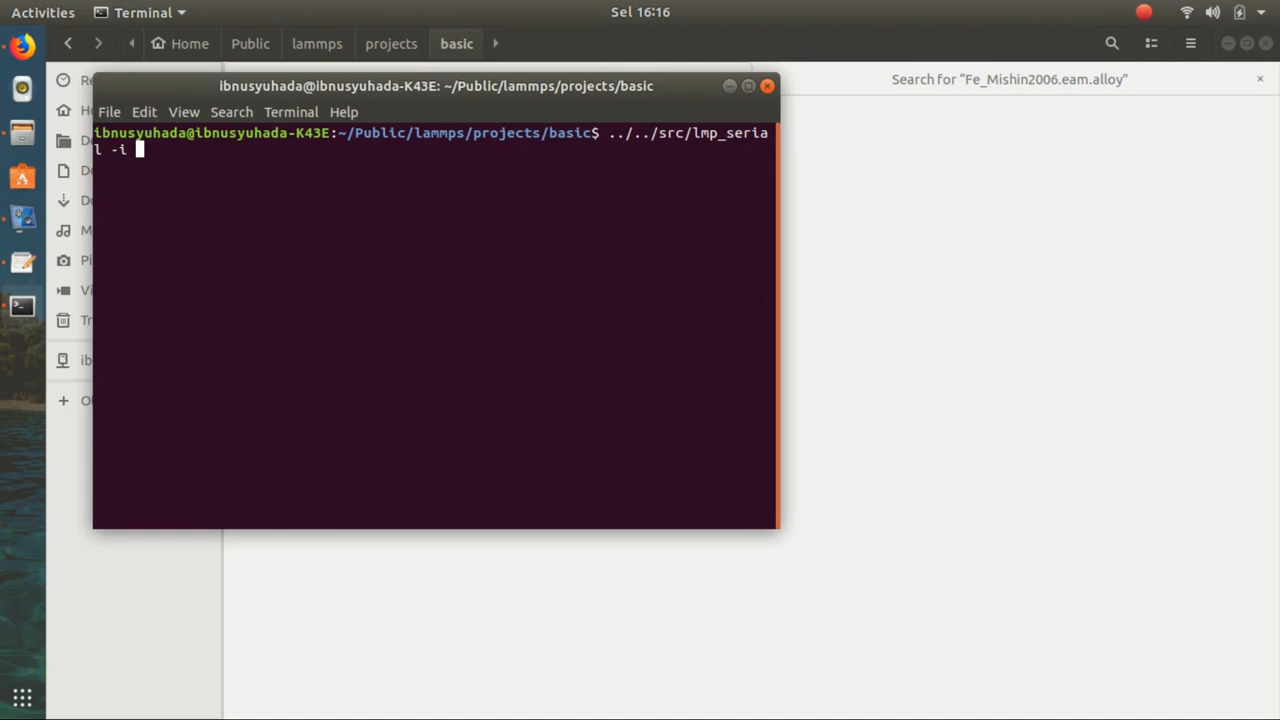 Activities Terminal Sel 16:16
Home Public lammps projects basic
Re Search for “Fe_Mishin2006.eam.alloy”
ibnusyuhada@ibnusyuhada-K43E: ~/Public/lammps/projects/basic
File Edit View Search Terminal Help
ibnusyuhada@ibnusyuhada-K43E:~/Public/lammps/projects/basic$ ../../src/lmp_seria
l -i